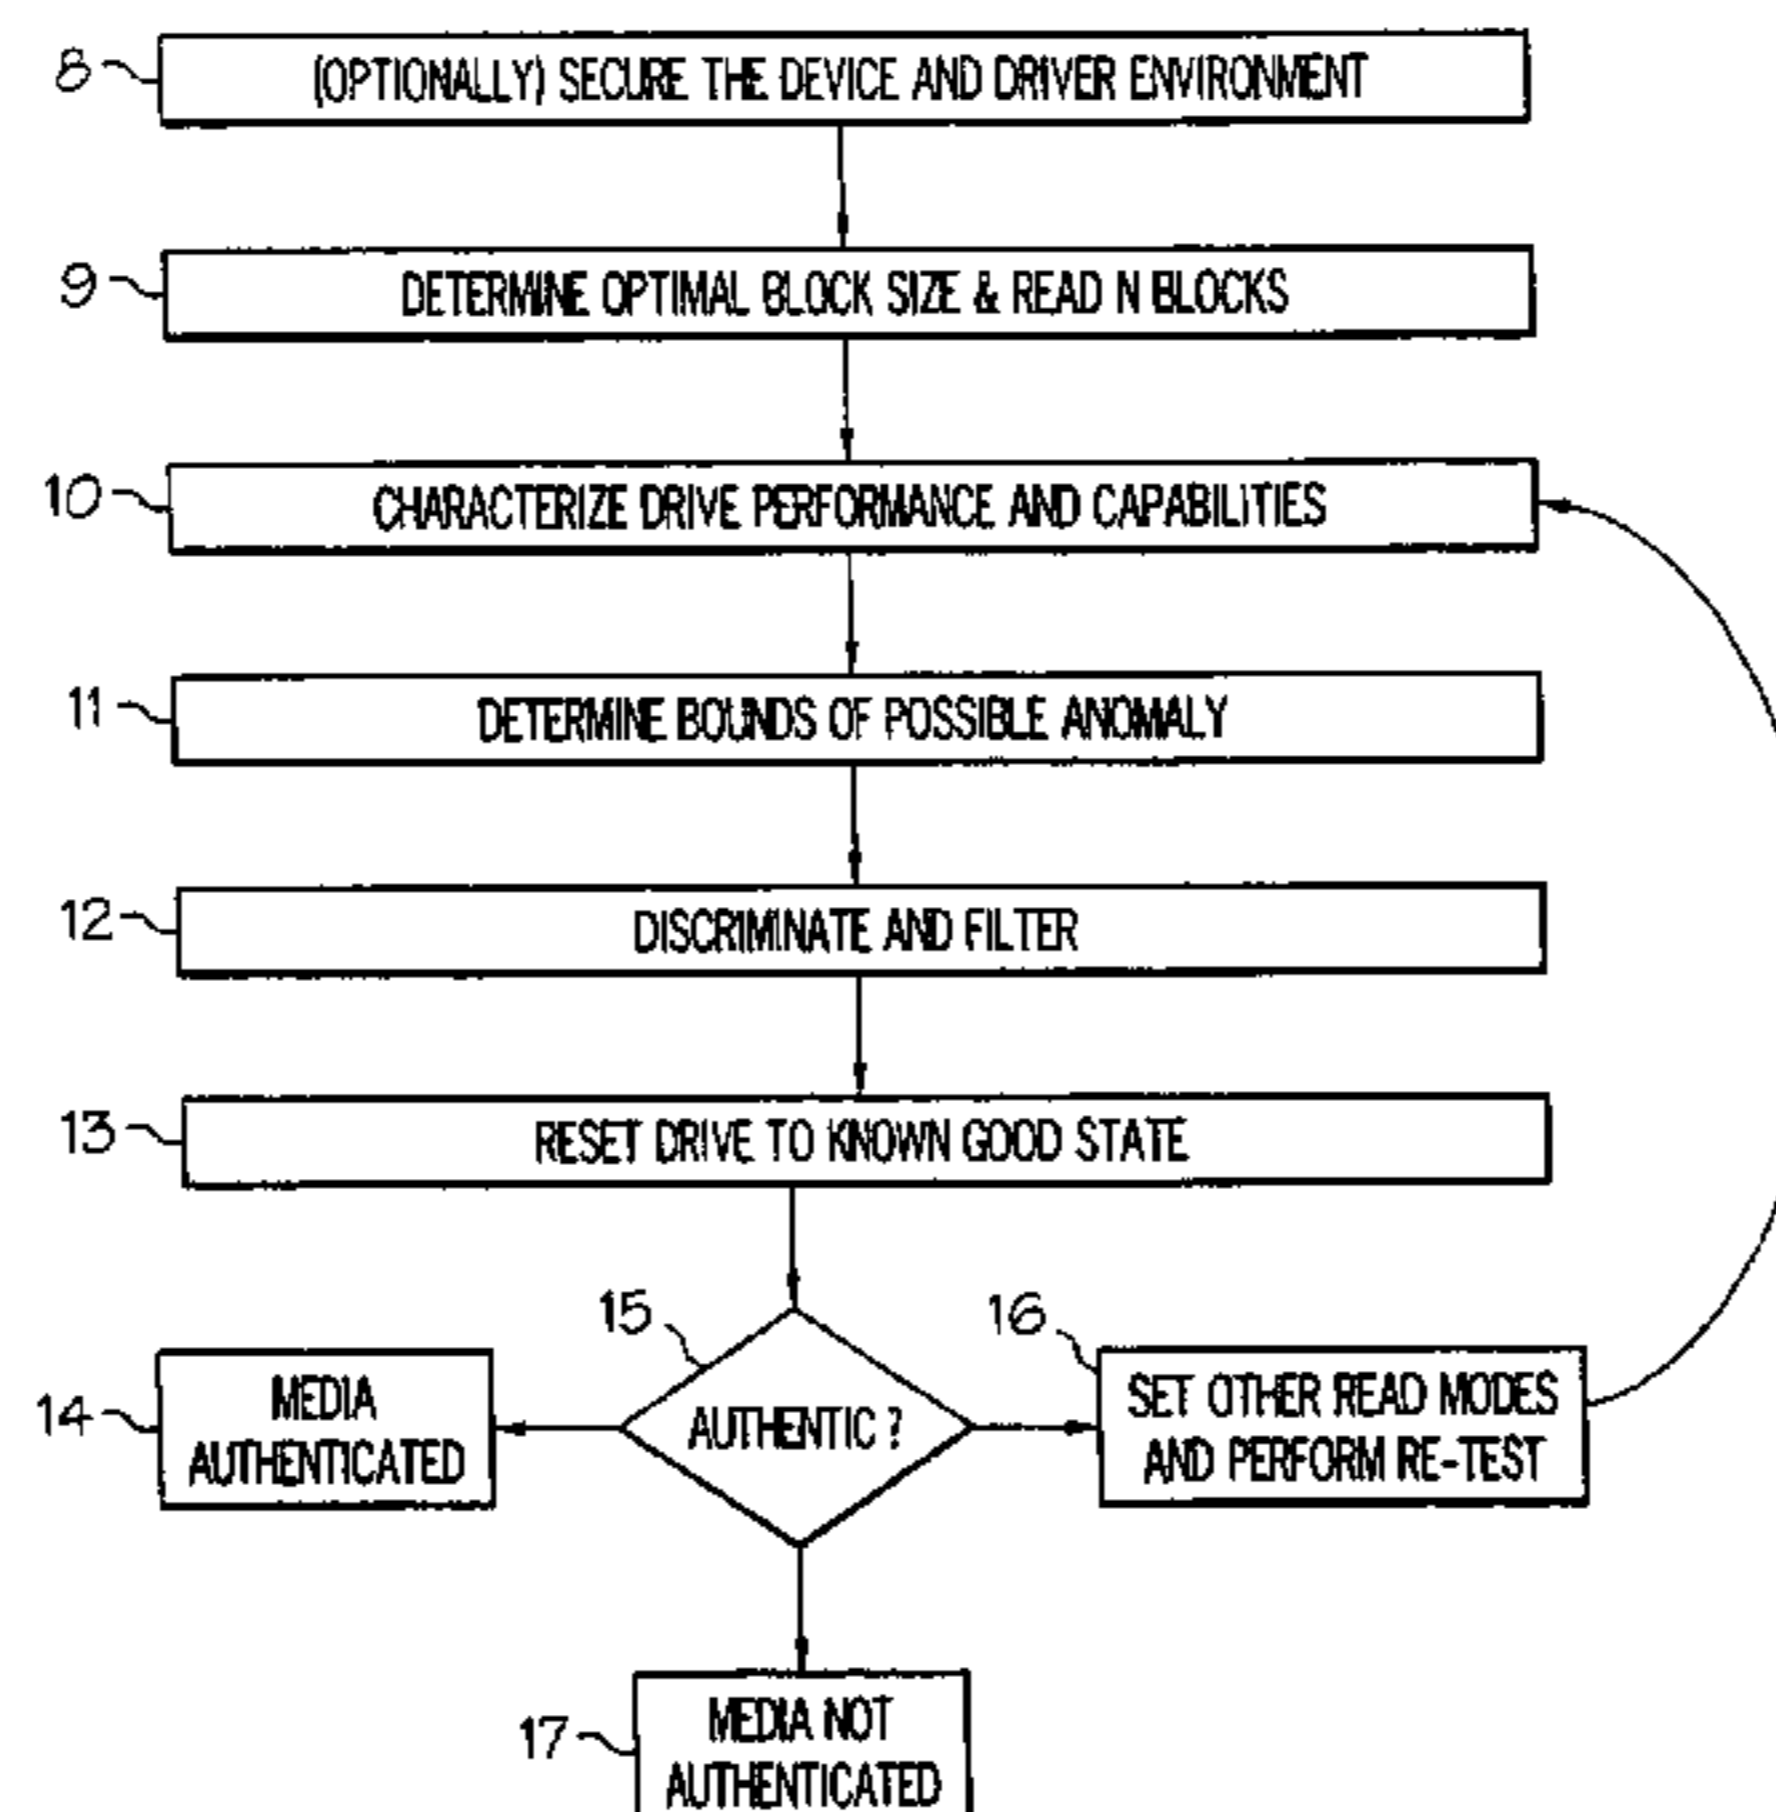 8 (OPTIONALLY) SECURE THE DEVICE AND DRIVER ENVIRONMENT
9 DETERMINE OPTIMAL BLOCK SIZE & READ N BLOCKS
10 CHARACTERIZE DRIVE PERFORMANCE AND CAPABILITIES
11 DETERMINE BOUNDS OF POSSIBLE ANOMALY
12 DISCRIMINATE AND FILTER
13 RESET DRIVE TO KNOWN GOOD STATE
14
MEDIA
AUTHENTICATED
15
AUTHENTIC ?
16
SET OTHER READ MODES
AND PERFORM RE-TEST
17
MEDIA NOT
AUTHENTICATED